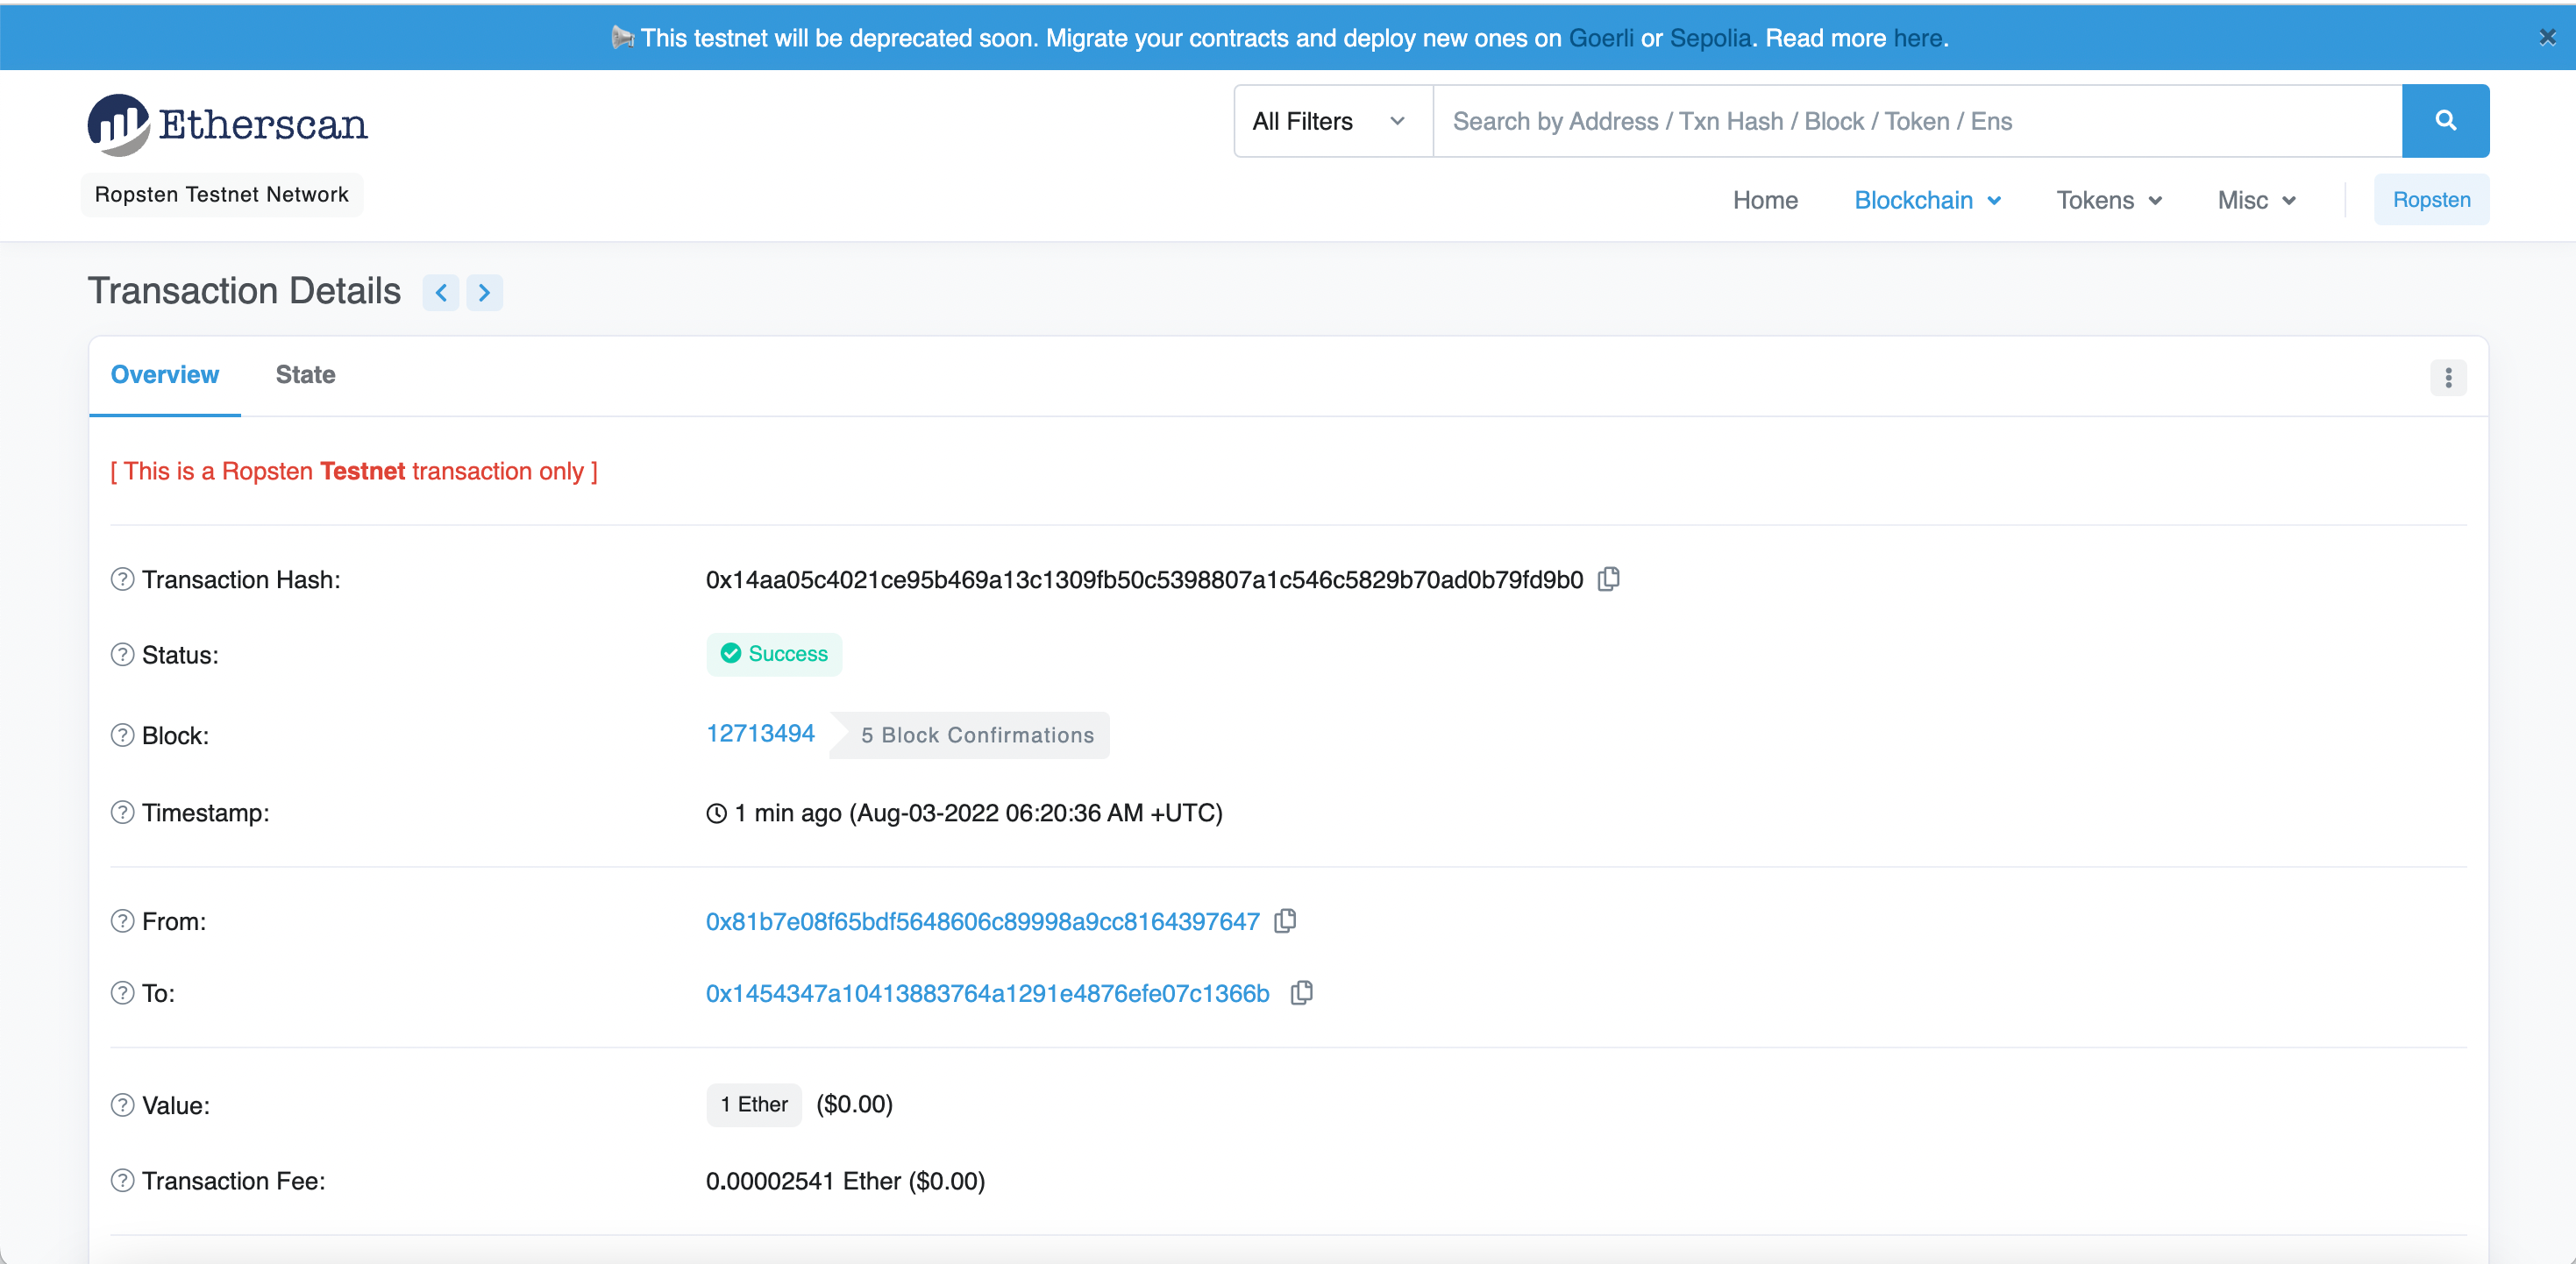 This testnet will be deprecated soon. Migrate your contracts and deploy new ones on Goerli or Sepolia. Read more here.
Etherscan
All Filters
Search by Address / Txn Hash / Block / Token / Ens
Ropsten Testnet Network
Home
Blockchain
Tokens
Misc
Ropsten
Transaction Details
Overview
State
[ This is a Ropsten Testnet transaction only ]
Transaction Hash:
0x14aa05c4021ce95b469a13c1309fb50c5398807a1c546c5829b70ad0b79fd9b0
Status:
Success
Block:
12713494
5 Block Confirmations
Timestamp:
1 min ago (Aug-03-2022 06:20:36 AM +UTC)
From:
0x81b7e08f65bdf5648606c89998a9cc8164397647
To:
0x1454347a10413883764a1291e4876efe07c1366b
Value:
1 Ether ($0.00)
Transaction Fee:
0.00002541 Ether ($0.00)